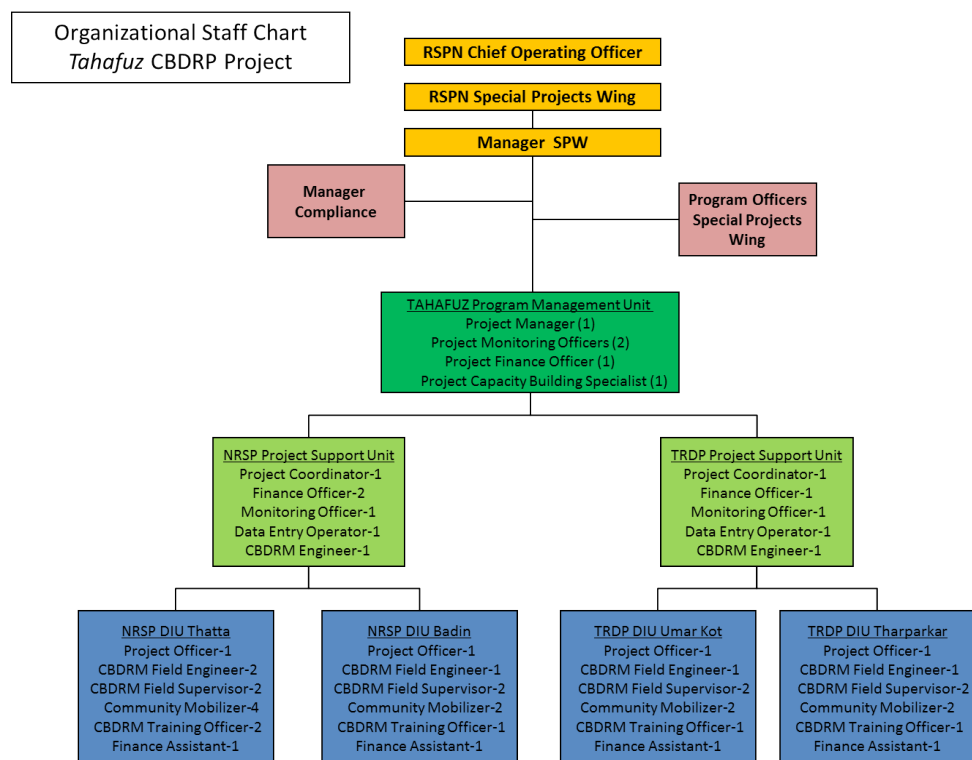 Organizational Staff Chart
Tahafuz CBDRP Project
RSPN Chief Operating Officer
RSPN Special Projects Wing
Manager SPW
Manager
Compliance
Program Officers
Special Projects
Wing
TAHAFUZ Program Management Unit
Project Manager (1)
Project Monitoring Officers (2)
Project Finance Officer (1)
Project Capacity Building Specialist (1)
NRSP Project Support Unit
Project Coordinator-1
Finance Officer-2
Monitoring Officer-1
Data Entry Operator-1
CBDRM Engineer-1
TRDP Project Support Unit
Project Coordinator-1
Finance Officer-1
Monitoring Officer-1
Data Entry Operator-1
CBDRM Engineer-1
NRSP DIU Thatta
Project Officer-1
CBDRM Field Engineer-2
CBDRM Field Supervisor-2
Community Mobilizer-4
CBDRM Training Officer-2
Finance Assistant-1
NRSP DIU Badin
Project Officer-1
CBDRM Field Engineer-1
CBDRM Field Supervisor-2
Community Mobilizer-2
CBDRM Training Officer-1
Finance Assistant-1
TRDP DIU Umar Kot
Project Officer-1
CBDRM Field Engineer-1
CBDRM Field Supervisor-2
Community Mobilizer-2
CBDRM Training Officer-1
Finance Assistant-1
TRDP DIU Tharparkar
Project Officer-1
CBDRM Field Engineer-1
CBDRM Field Supervisor-2
Community Mobilizer-2
CBDRM Training Officer-1
Finance Assistant-1